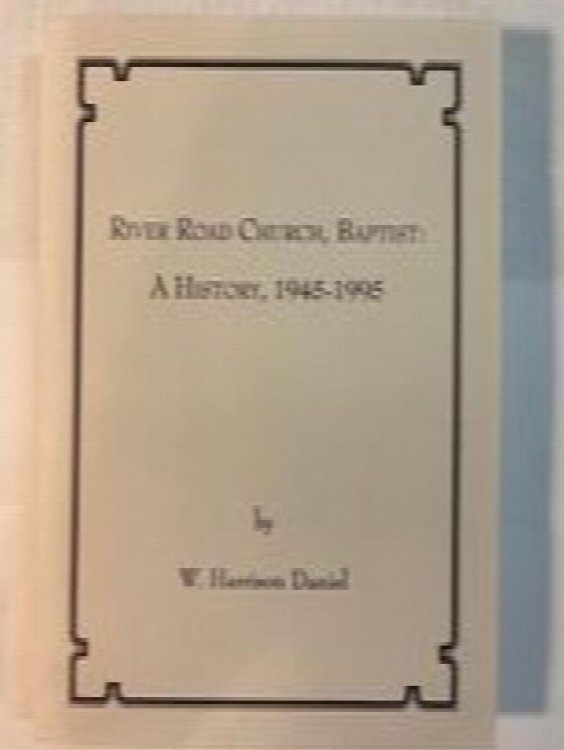 RIVER ROAD CHURCH, BAPTIST:
A HISTORY, 1945-1995
by
W. Harrison Daniel